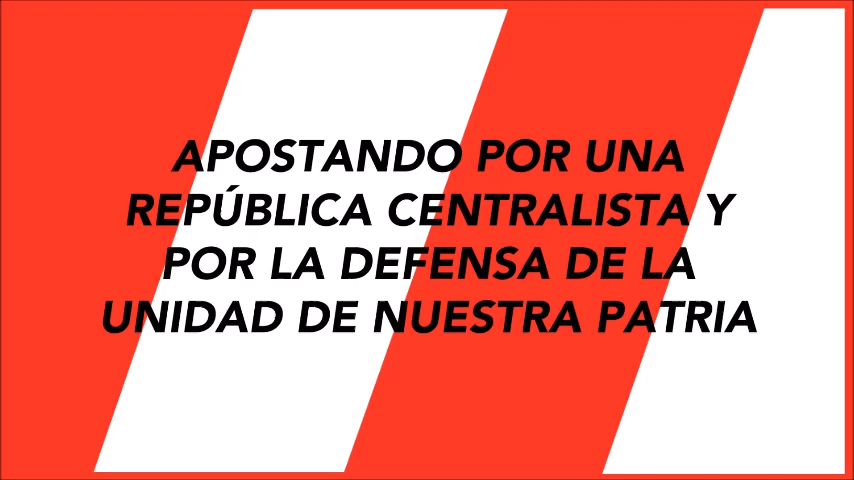 APOSTANDO POR UNA
REPÚBLICA CENTRALISTA Y
POR LA DEFENSA DE LA
UNIDAD DE NUESTRA PATRIA